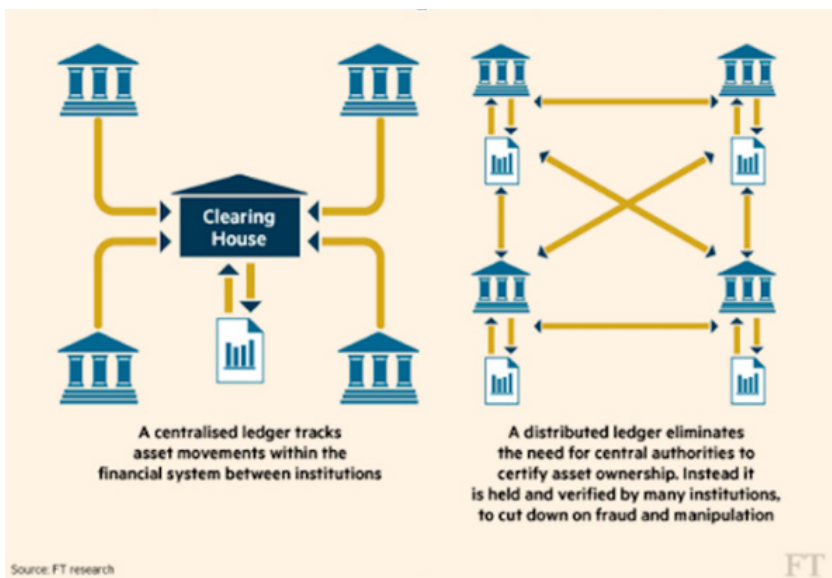 Clearing
House
A centralised ledger tracks
asset movements within the
financial system between institutions
A distributed ledger eliminates
the need for central authorities to
certify asset ownership. Instead it
is held and verified by many institutions,
to cut down on fraud and manipulation
Source: FT research
FT